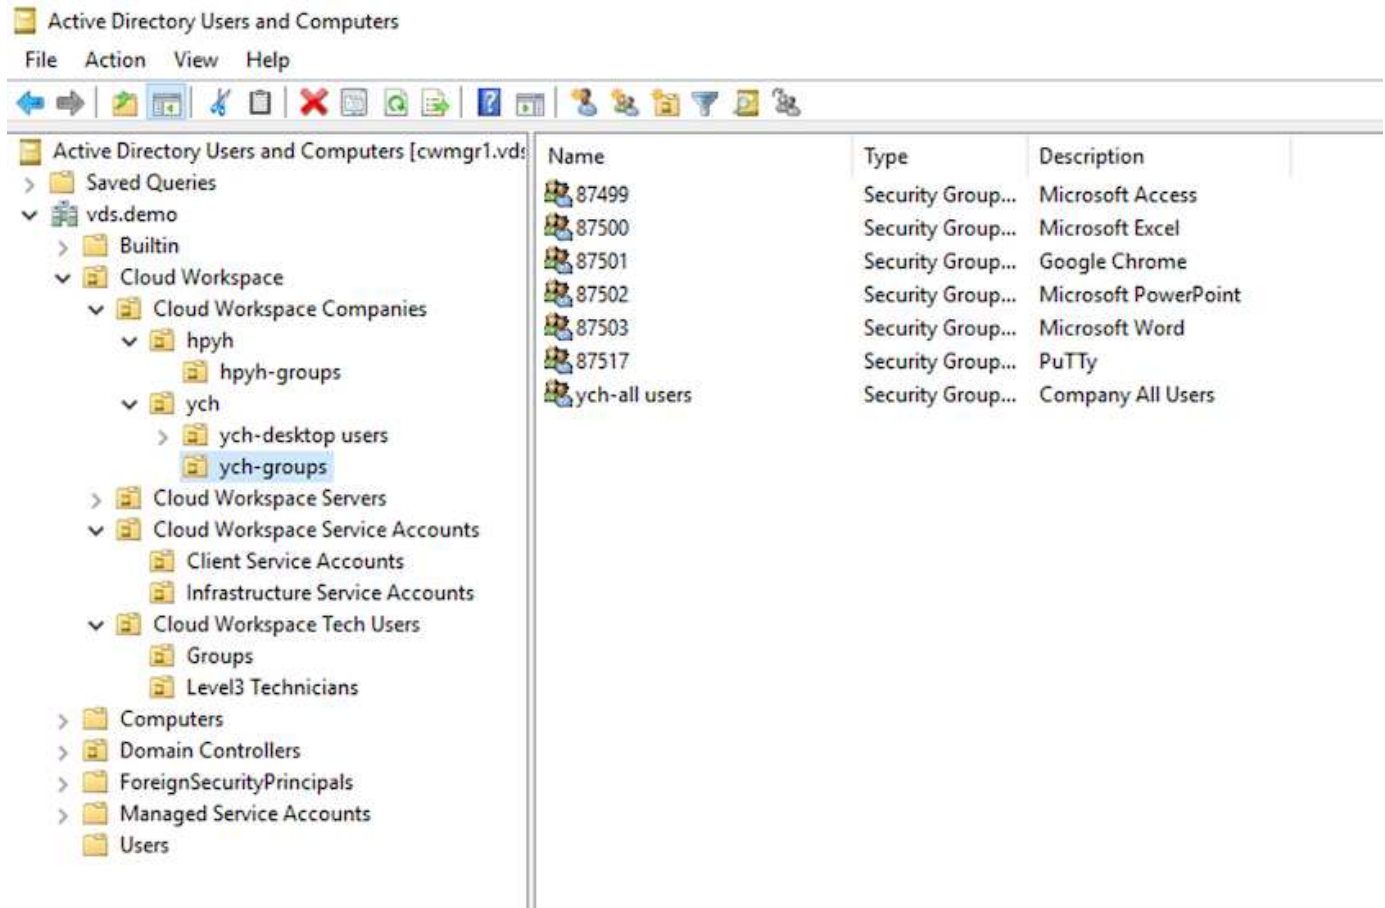 Active Directory Users and Computers
File Action View Help
Active Directory Users and Computers [cwmgr1.vds
Saved Queries
vds.demo
Builtin
Cloud Workspace
Cloud Workspace Companies
hpyh
hpyh-groups
ych
ych-desktop users
ych-groups
Cloud Workspace Servers
Cloud Workspace Service Accounts
Client Service Accounts
Infrastructure Service Accounts
Cloud Workspace Tech Users
Groups
Level3 Technicians
Computers
Domain Controllers
ForeignSecurityPrincipals
Managed Service Accounts
Users
Name Type Description
87499 Security Group... Microsoft Access
87500 Security Group... Microsoft Excel
87501 Security Group... Google Chrome
87502 Security Group... Microsoft PowerPoint
87503 Security Group... Microsoft Word
87517 Security Group... PuTTy
ych-all users Security Group... Company All Users